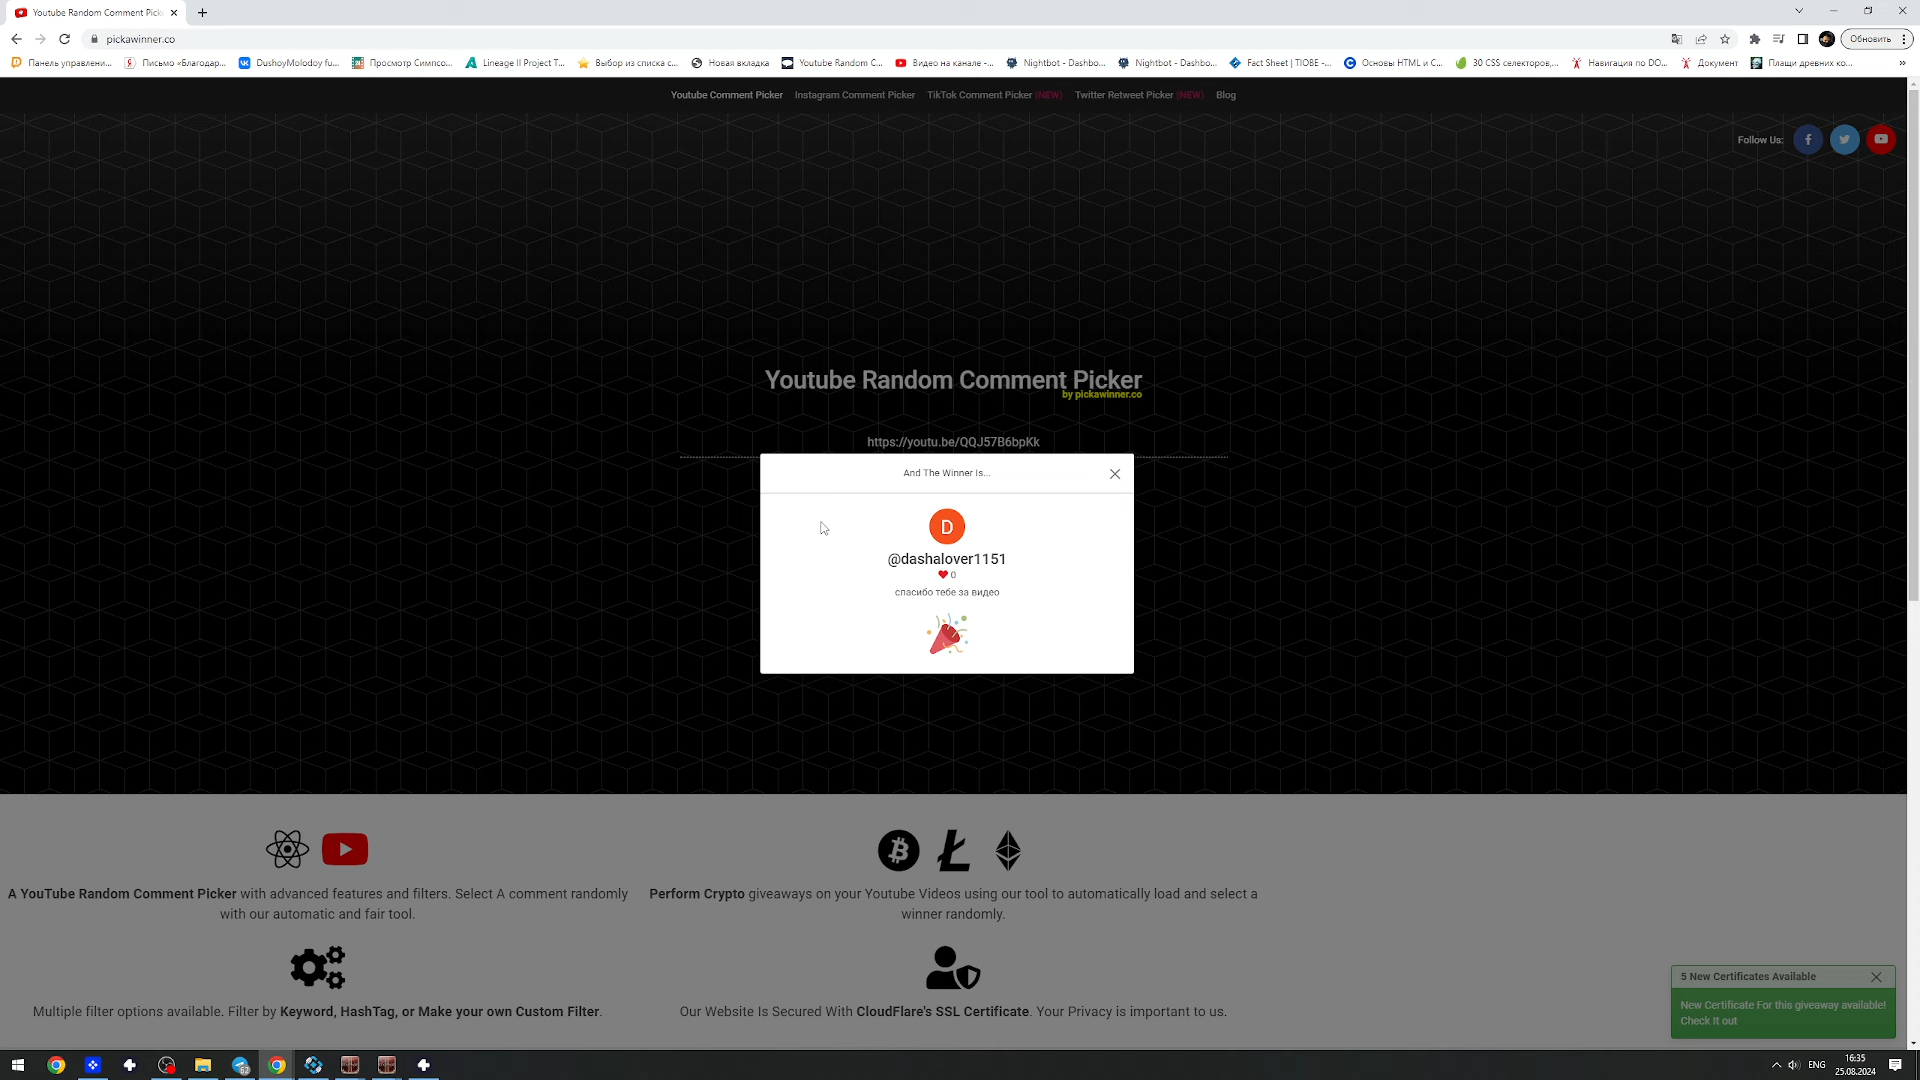 Youtube Random Comment Pick
pickawinner.co
Обновить
Панель управлени...
Письмо «Благодар...
DushoyMolodoy fu...
Просмотр Симпсо...
Lineage II Project T...
Выбор из списка с...
Новая вкладка
Youtube Random C...
Видео на канале -...
Nightbot - Dashbo...
Nightbot - Dashbo...
Fact Sheet | TIOBE -...
Основы HTML и C...
30 CSS селекторов,...
Навигация по DO...
Документ
Плащи древних ко...
»
Youtube Comment Picker
Instagram Comment Picker
TikTok Comment Picker (NEW)
Twitter Retweet Picker (NEW)
Blog
Follow Us:
Youtube Random Comment Picker
by pickawinner.co
https://youtu.be/QQJ57B6bpKk
And The Winner Is...
D
@dashalover1151
0
спасибо тебе за видео
A YouTube Random Comment Picker with advanced features and filters. Select A comment randomly
with our automatic and fair tool.
Perform Crypto giveaways on your Youtube Videos using our tool to automatically load and select a
winner randomly.
Multiple filter options available. Filter by Keyword, HashTag, or Make your own Custom Filter.
Our Website Is Secured With CloudFlare's SSL Certificate. Your Privacy is important to us.
5 New Certificates Available
New Certificate For this giveaway available!
Check It out
62
ENG
16:35
25.08.2024